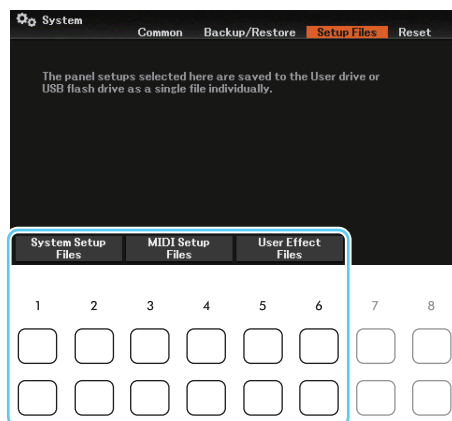 System
Common Backup/Restore Setup Files Reset
The panel setups selected here are saved to the User drive or
USB flash drive as a single file individually.
System Setup Files
MIDI Setup Files
User Effect Files
1 2 3 4 5 6 7 8